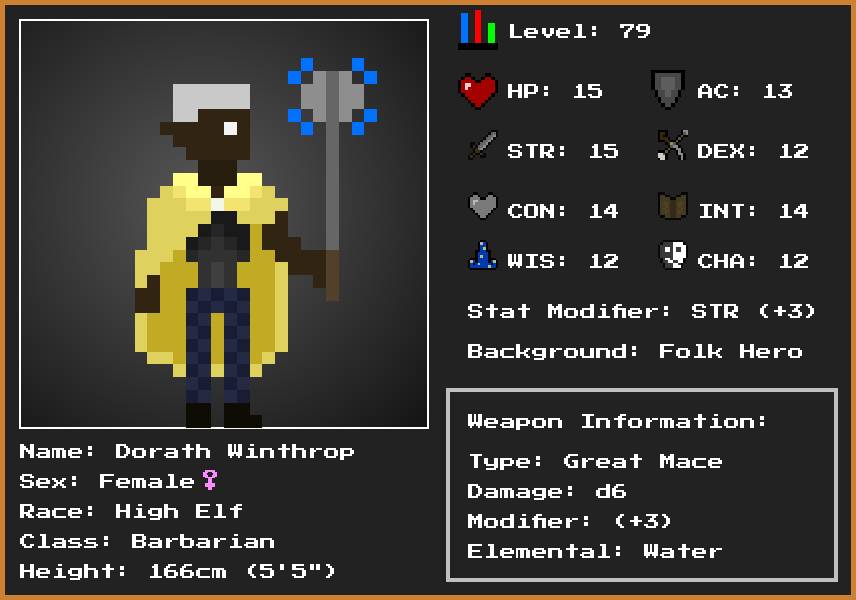 Level: 79
HP: 15 AC: 13
STR: 15 DEX: 12
CON: 14 INT: 14
WIS: 12 CHA: 12
Stat Modifier: STR (+3)
Background: Folk Hero
Weapon Information:
Type: Great Mace
Damage: d6
Modifier: (+3)
Elemental: Water
Name: Dorath Winthrop
Sex: Female♀
Race: High Elf
Class: Barbarian
Height: 166cm (5'5")